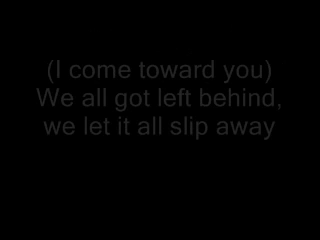 (I come toward you)
We all got left behind,
we let it all slip away